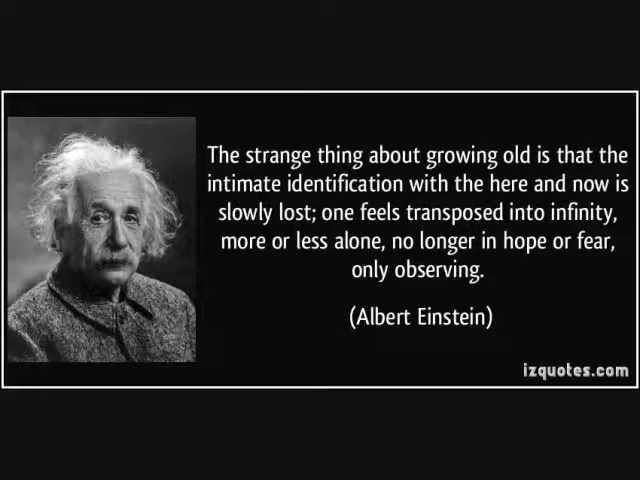 The strange thing about growing old is that the
intimate identification with the here and now is
slowly lost; one feels transposed into infinity,
more or less alone, no longer in hope or fear,
only observing.
(Albert Einstein)
izquotes.com